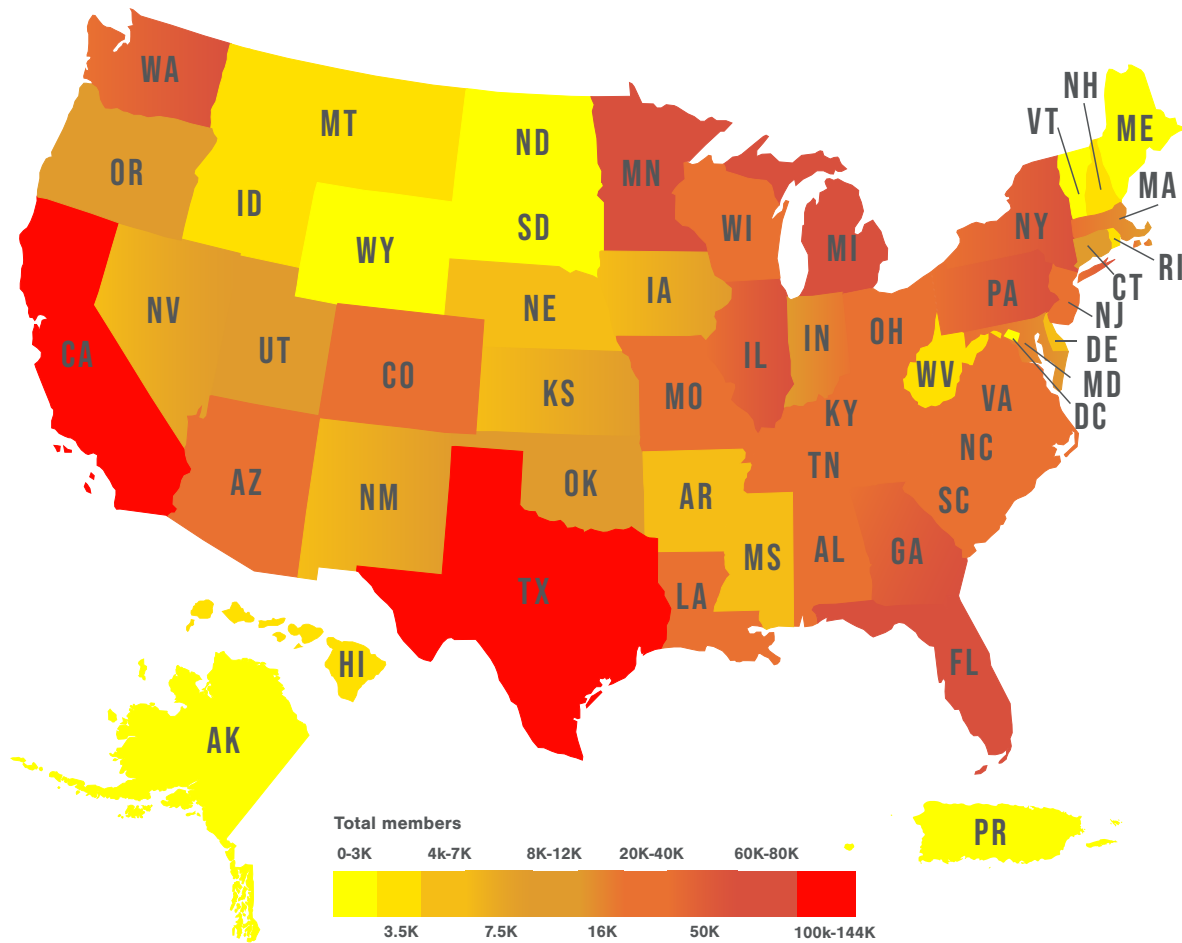 WA
MT
ND
MN
VT
NH
ME
OR
ID
SD
WI
MI
NY
MA
WY
RI
NV
NE
IA
PA
CT
NJ
CA
UT
CO
KS
MO
IL
IN
OH
WV
VA
DE
MD
DC
KY
AZ
NM
OK
AR
TN
NC
SC
TX
LA
MS
AL
GA
FL
HI
AK
PR
Total members
0-3K 4k-7K 8K-12K 20K-40K 60K-80K
3.5K 7.5K 16K 50K 100k-144K